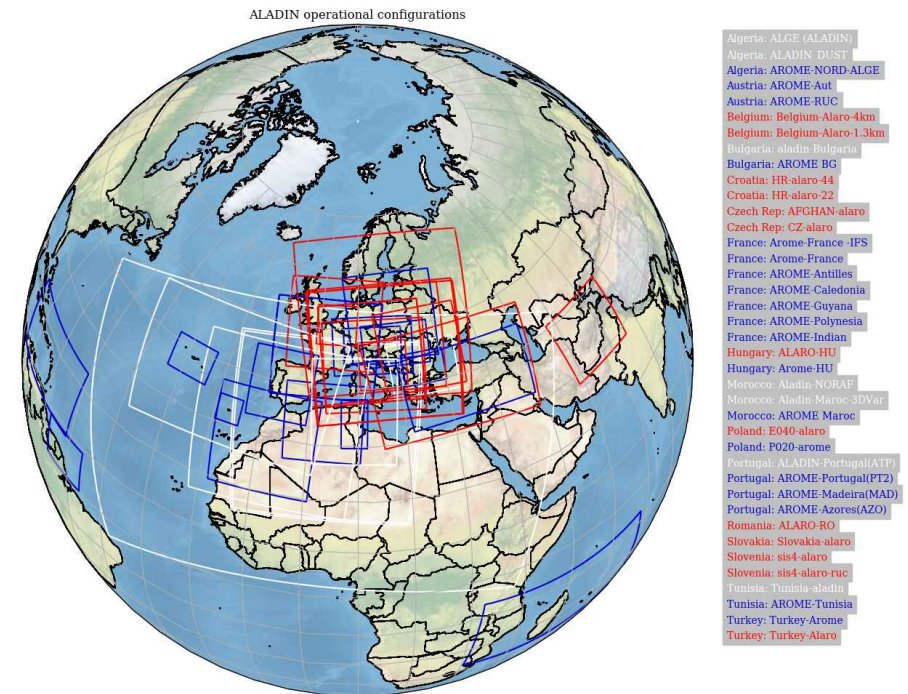 ALADIN operational configurations
Algeria: ALGE (ALADIN)
Algeria: ALADIN_DUST
Algeria: AROME-NORD-ALGE
Austria: AROME-Aut
Austria: AROME-RUC
Belgium: Belgium-Alaro-4km
Belgium: Belgium-Alaro-1.3km
Bulgaria: aladin-Bulgaria
Bulgaria: AROME BG
Croatia: HR-alaro-44
Croatia: HR-alaro-22
Czech Rep: AFGHAN-alaro
Czech Rep: CZ-alaro
France: Arome-France -IFS
France: Arome-France
France: AROME-Antilles
France: AROME-Caledonia
France: AROME-Guyana
France: AROME-Polynesia
France: AROME-Indian
Hungary: ALARO-HU
Hungary: Arome-HU
Morocco: Aladin-NORAF
Morocco: Aladin-Maroc-3DVar
Morocco: AROME Maroc
Poland: E040-alaro
Poland: P020-arome
Portugal: ALADIN-Portugal(ATP)
Portugal: AROME-Portugal(PT2)
Portugal: AROME-Madeira(MAD)
Portugal: AROME-Azores(AZO)
Romania: ALARO-RO
Slovakia: Slovakia-alaro
Slovenia: sis4-alaro
Slovenia: sis4-alaro-ruc
Tunisia: Tunisia-aladin
Tunisia: AROME-Tunisia
Turkey: Turkey-Arome
Turkey: Turkey-Alaro